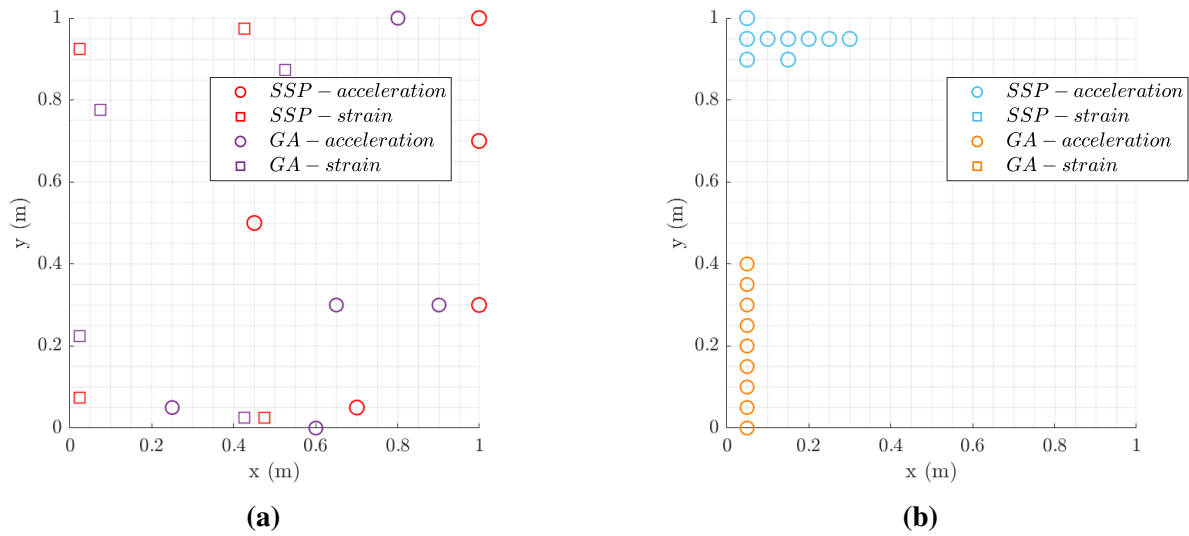 1
0.8
0.6
0.4
0.2
0
y (m)
0 0.2 0.4 0.6 0.8 1
x (m)
SSP − acceleration
SSP − strain
GA − acceleration
GA − strain
(a)
1
0.8
0.6
0.4
0.2
0
y (m)
0 0.2 0.4 0.6 0.8 1
x (m)
SSP − acceleration
SSP − strain
GA − acceleration
GA − strain
(b)